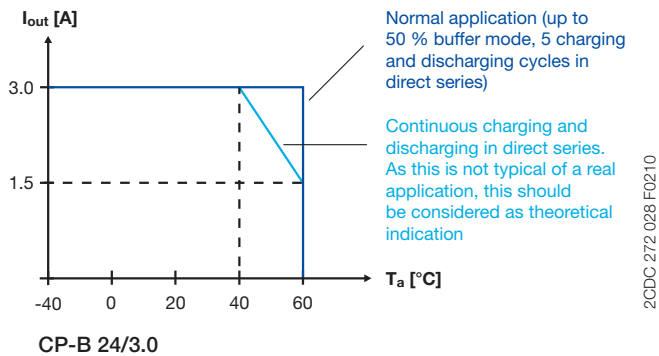 Iout [A]
3.0
1.5
-40
0
20
40
60
Ta [°C]
Normal application (up to
50 % buffer mode, 5 charging
and discharging cycles in
direct series)
Continuous charging and
discharging in direct series.
As this is not typical of a real
application, this should
be considered as theoretical
indication
2CDC 272 028 F0210
CP-B 24/3.0